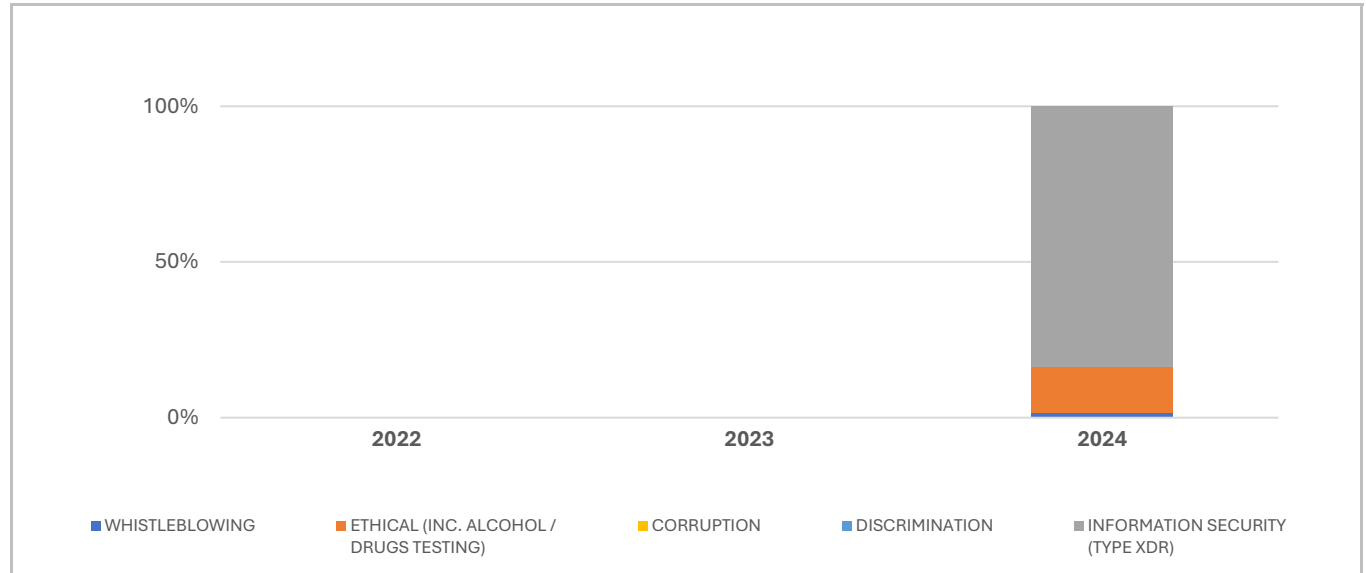 100%
50%
0%
2022 2023 2024
WHISTLEBLOWING ETHICAL (INC. ALCOHOL / CORRUPTION DISCRIMINATION INFORMATION SECURITY
DRUGS TESTING) (TYPE XDR)